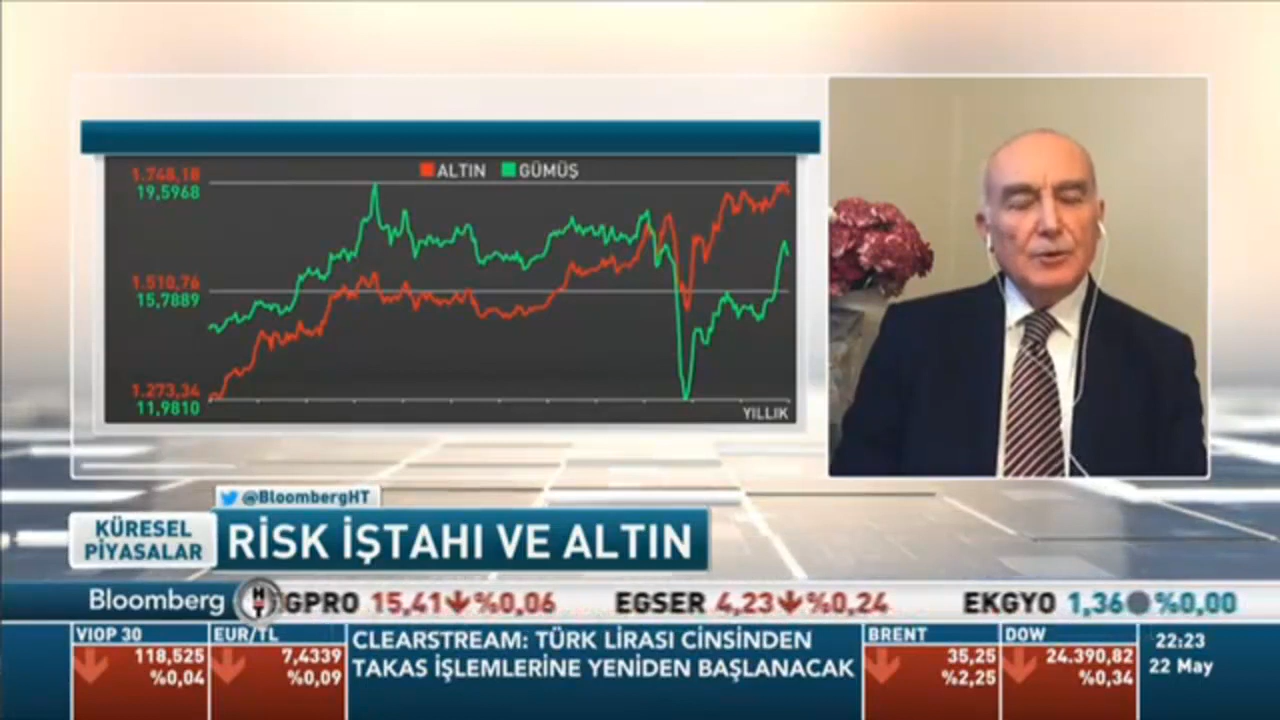 ALTIN GÜMÜŞ
1.748,18
19,5968
1.510,76
15,7889
1.273,34
11,9810
YILLIK
@BloombergHT
KÜRESEL
PİYASALAR
RİSK İŞTAHI VE ALTIN
Bloomberg HT
EGPRO 15,41 %0,06 EGSER 4,23 %0,24 EKGYO 1,36 %0,00
VIOP 30
118,525
%0,04
EUR/TL
7,4339
%0,09
CLEARSTREAM: TÜRK LİRASI CİNSİNDEN
TAKAS İŞLEMLERİNE YENİDEN BAŞLANACAK
BRENT
35,25
%2,25
DOW
24.390,82
%0,34
22:23
22 May